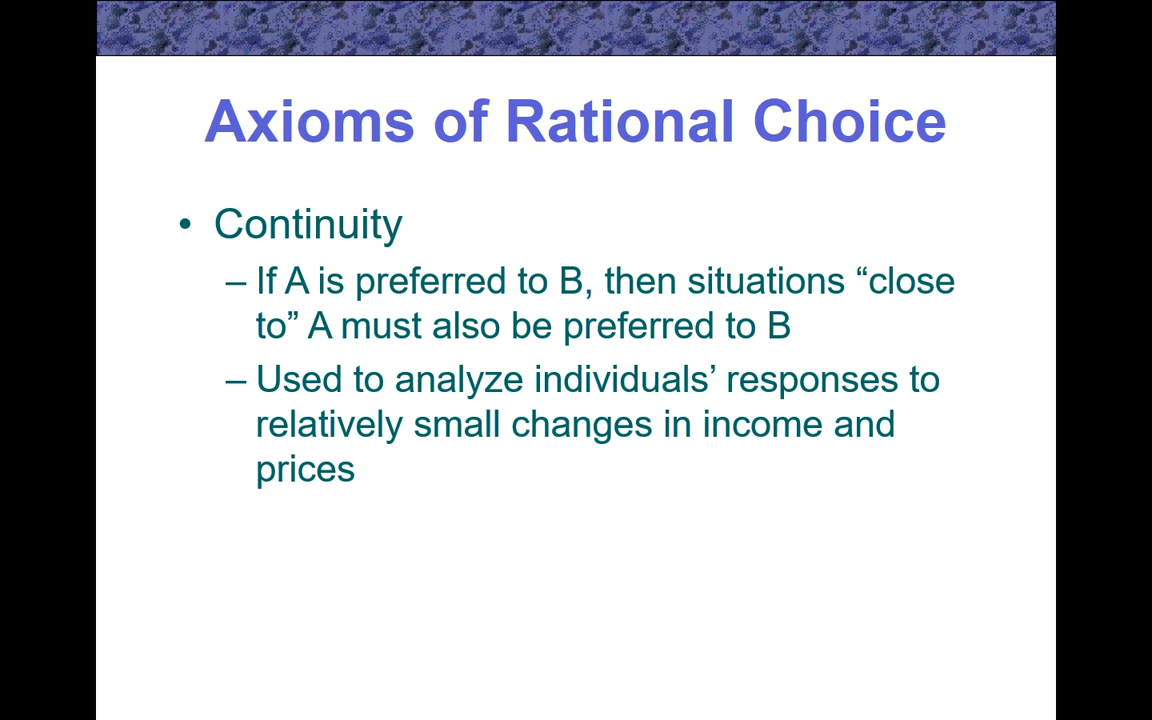 Axioms of Rational Choice
• Continuity
– If A is preferred to B, then situations “close
to” A must also be preferred to B
– Used to analyze individuals’ responses to
relatively small changes in income and
prices